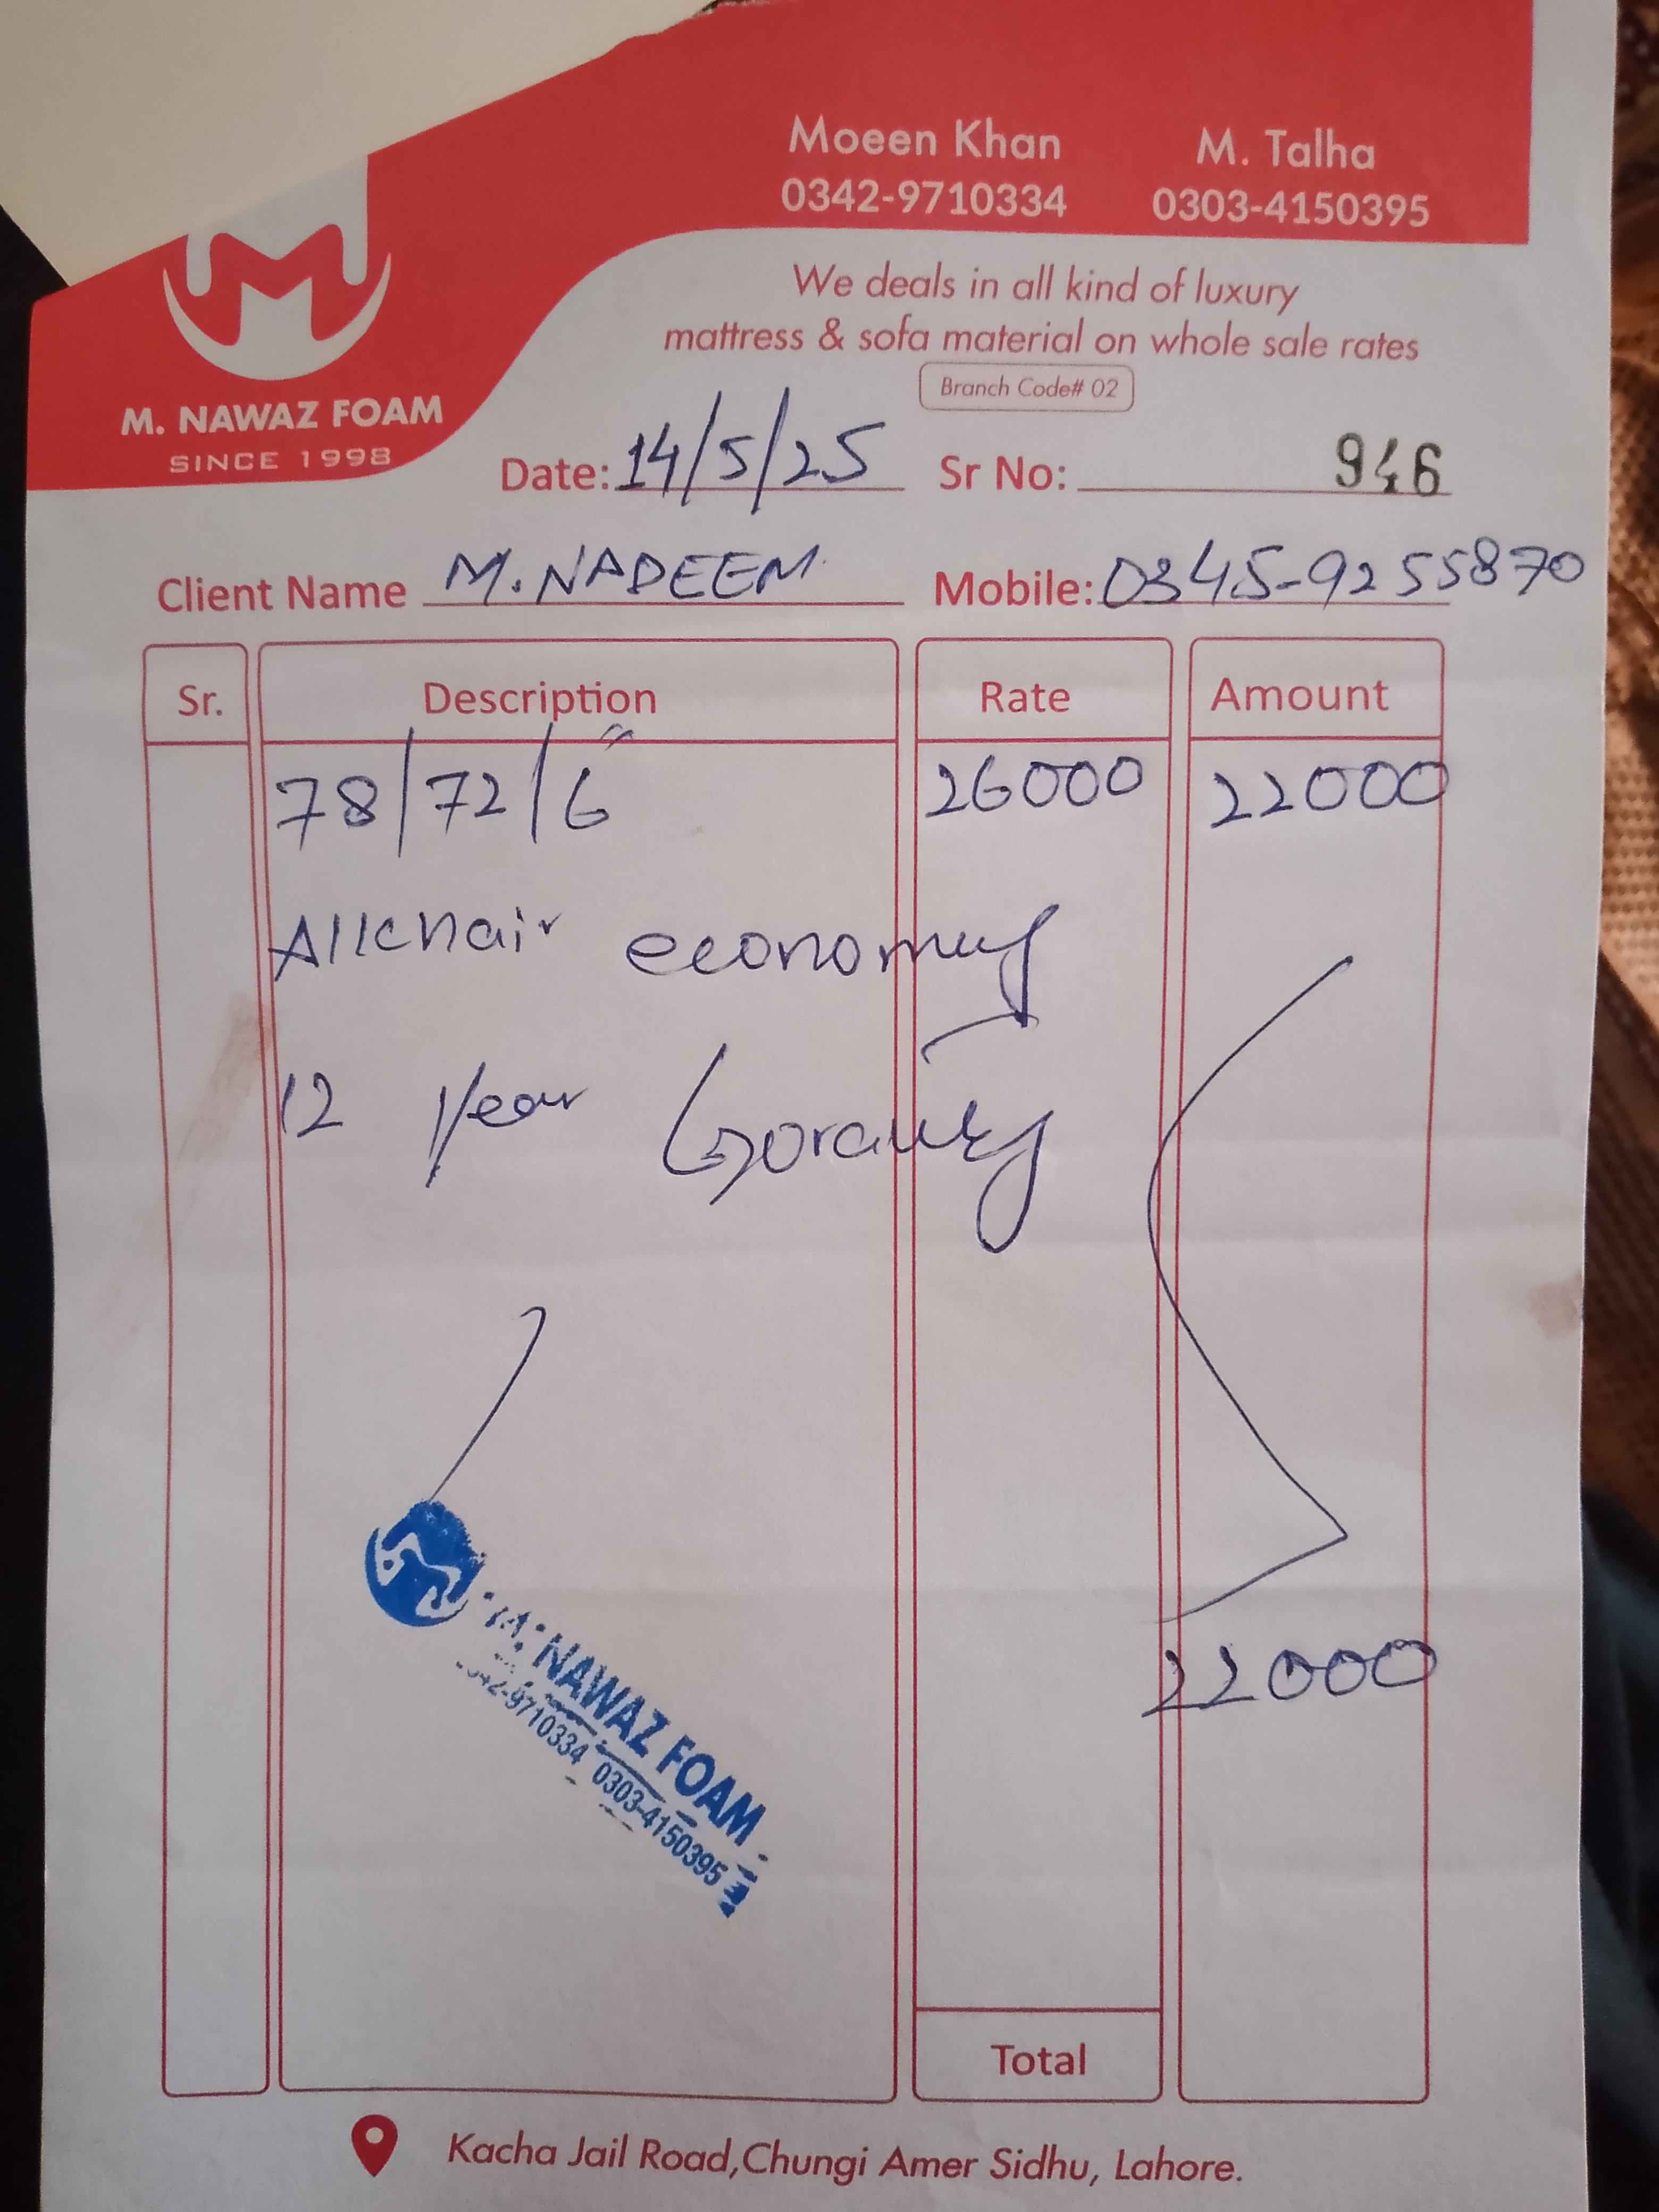 Moeen Khan M. Talha
0342-9710334 0303-4150395
We deals in all kind of luxury
mattress & sofa material on whole sale rates
Branch Code# 02
M. NAWAZ FOAM
SINCE 1998
Date: 14/5/25 Sr No: 946
Client Name M. NADEEM Mobile: 0345-9255870
Sr. Description Rate Amount
78/72/6" 26000 22000
economy
12 year
22000
M. NAWAZ FOAM
42-9710334 0303-4150395
Total
Kacha Jail Road, Chungi Amer Sidhu, Lahore.